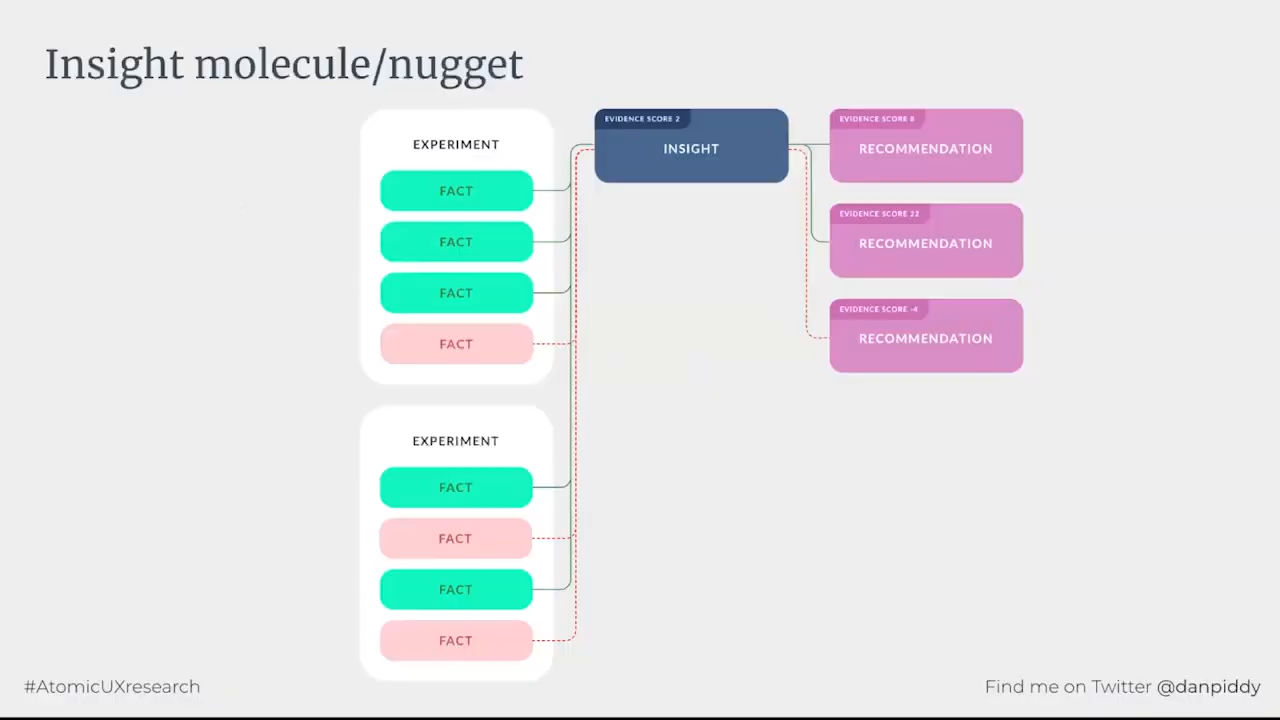 Insight molecule/nugget
EXPERIMENT
FACT
FACT
FACT
FACT
EXPERIMENT
FACT
FACT
FACT
FACT
EVIDENCE SCORE 2
INSIGHT
EVIDENCE SCORE 8
RECOMMENDATION
EVIDENCE SCORE 22
RECOMMENDATION
EVIDENCE SCORE -4
RECOMMENDATION
#AtomicUXresearch
Find me on Twitter @danpiddy